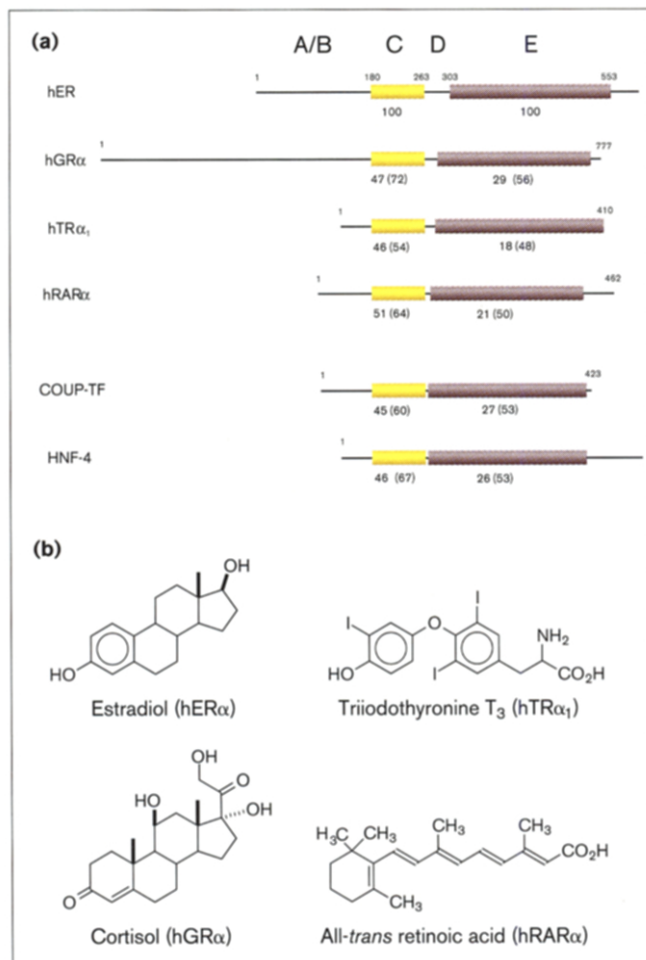 (a) A/B C D E
1 180 263 303 553
hER
100 100
1 777
hGRα
47 (72) 29 (56)
1 410
hTRα₁
46 (54) 18 (48)
1 462
hRARα
51 (64) 21 (50)
1 423
COUP-TF
45 (60) 27 (53)
1
HNF-4
46 (67) 26 (53)
(b)
OH
HO
Estradiol (hERα)
I O I
HO I NH₂
CO₂H
Triiodothyronine T₃ (hTRα₁)
OH
O
HO OH
O
Cortisol (hGRα)
H₃C CH₃ CH₃ CH₃
CO₂H
CH₃
All-trans retinoic acid (hRARα)